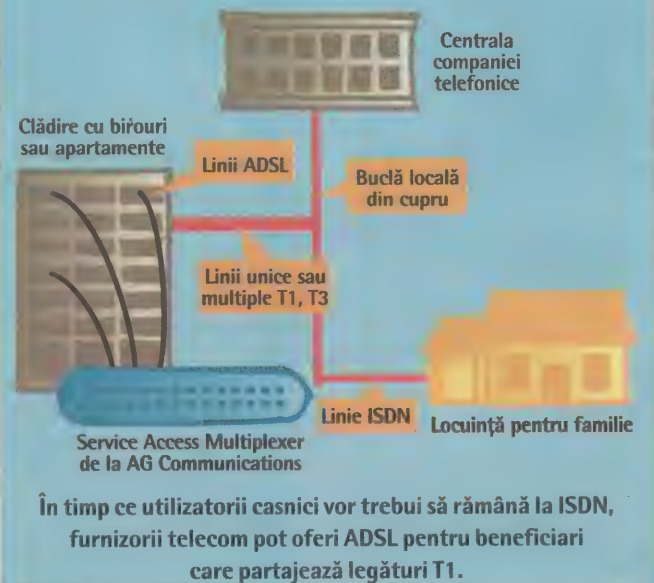 Centrala
companiei
telefonice
Clădire cu birouri
sau apartamente
Linii ADSL
Buclă locală
din cupru
Linii unice sau
multiple T1, T3
Linie ISDN
Locuință pentru familie
Service Access Multiplexer
de la AG Communications
În timp ce utilizatorii casnici vor trebui să rămână la ISDN,
furnizorii telecom pot oferi ADSL pentru beneficiari
care partajează legături T1.